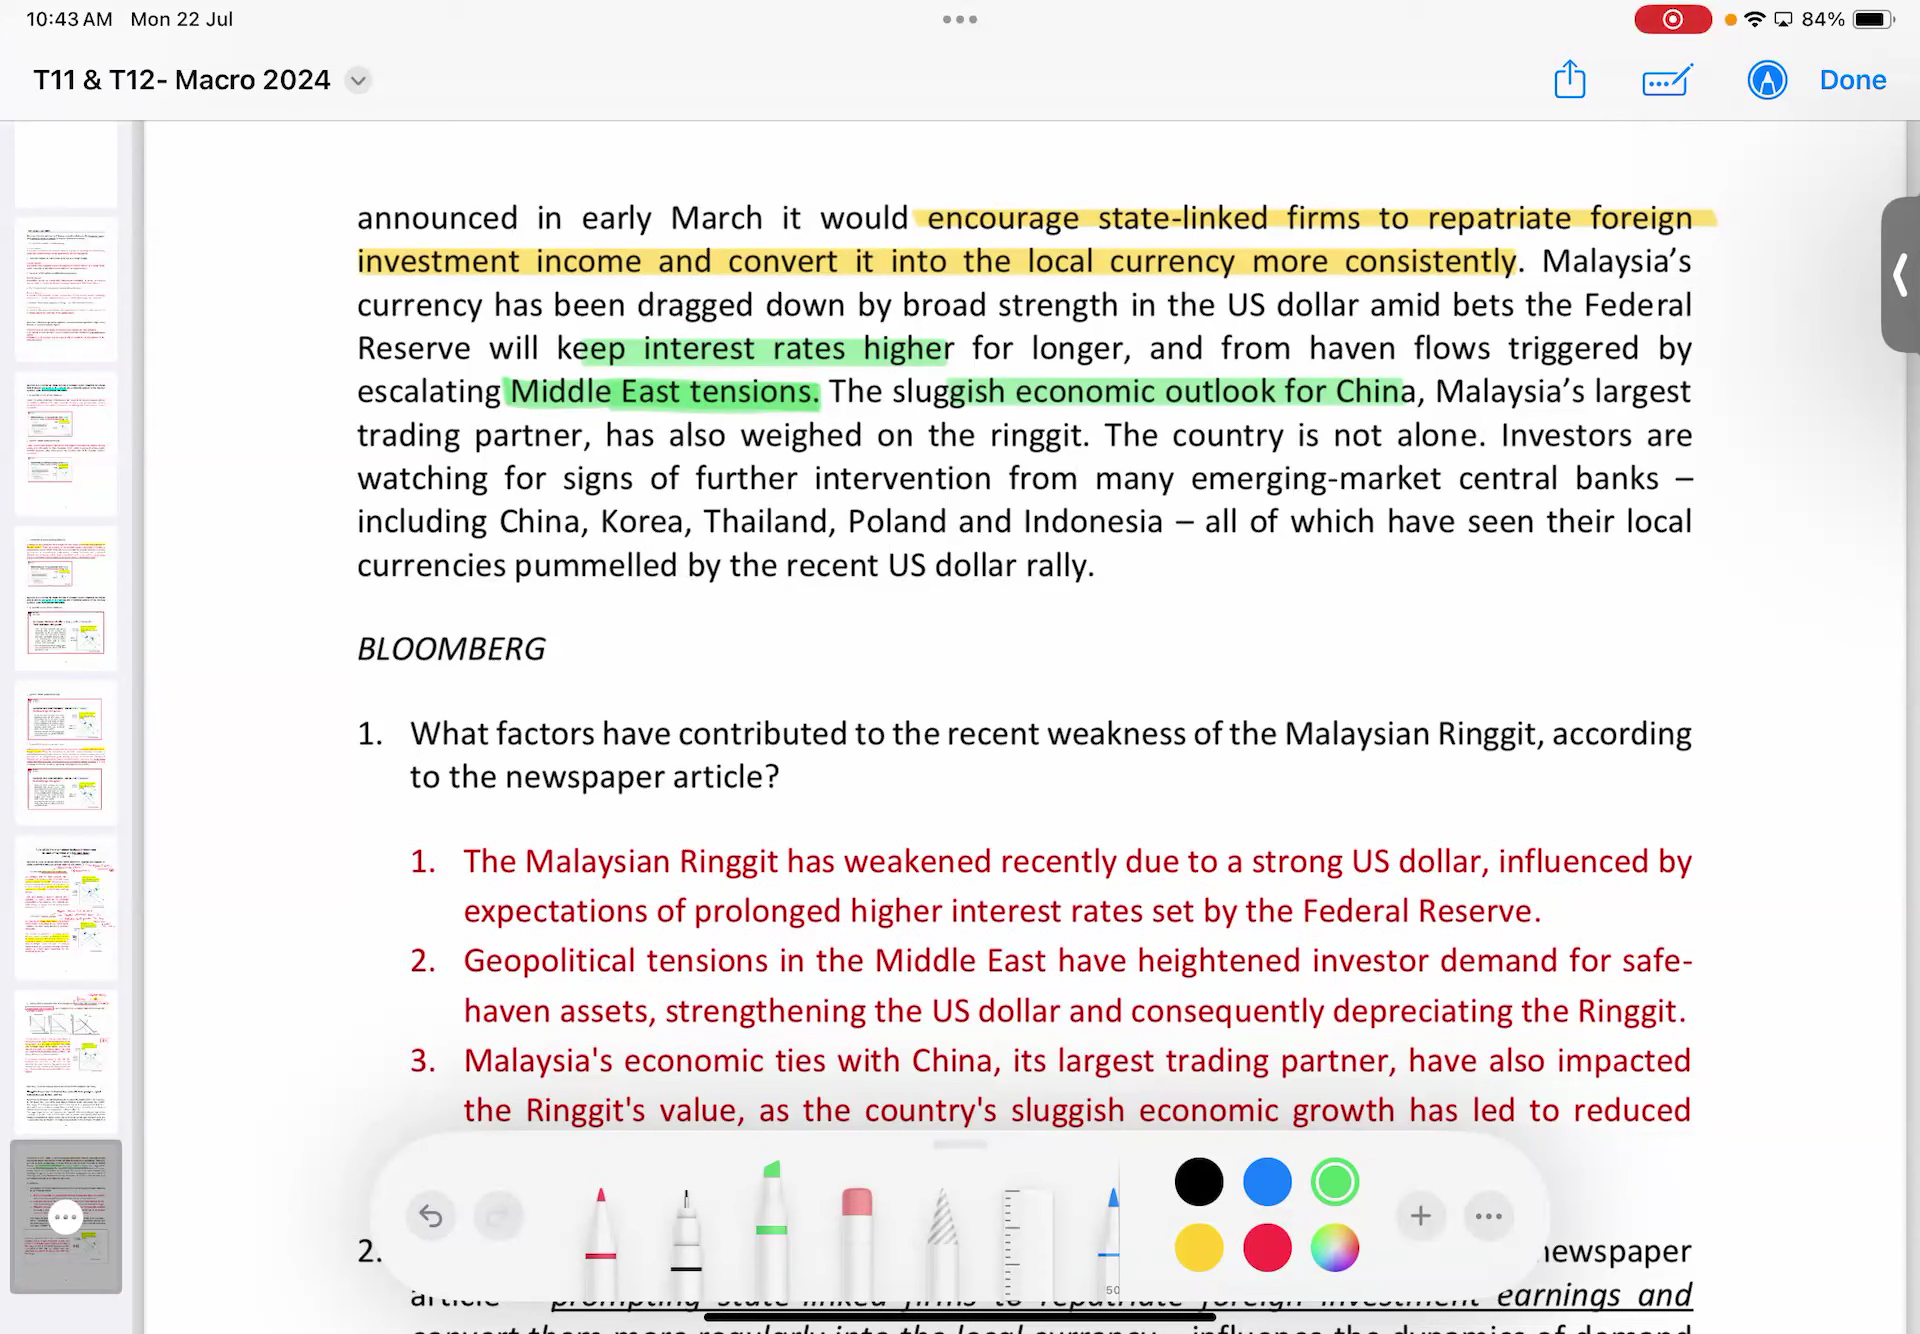 10:43 AM Mon 22 Jul
84%
T11 & T12- Macro 2024
Done
announced in early March it would encourage state-linked firms to repatriate foreign
investment income and convert it into the local currency more consistently. Malaysia’s
currency has been dragged down by broad strength in the US dollar amid bets the Federal
Reserve will keep interest rates higher for longer, and from haven flows triggered by
escalating Middle East tensions. The sluggish economic outlook for China, Malaysia’s largest
trading partner, has also weighed on the ringgit. The country is not alone. Investors are
watching for signs of further intervention from many emerging-market central banks –
including China, Korea, Thailand, Poland and Indonesia – all of which have seen their local
currencies pummelled by the recent US dollar rally.
BLOOMBERG
1. What factors have contributed to the recent weakness of the Malaysian Ringgit, according
to the newspaper article?
1. The Malaysian Ringgit has weakened recently due to a strong US dollar, influenced by
expectations of prolonged higher interest rates set by the Federal Reserve.
2. Geopolitical tensions in the Middle East have heightened investor demand for safe-
haven assets, strengthening the US dollar and consequently depreciating the Ringgit.
3. Malaysia's economic ties with China, its largest trading partner, have also impacted
the Ringgit's value, as the country's sluggish economic growth has led to reduced
50
2. newspaper
earnings and